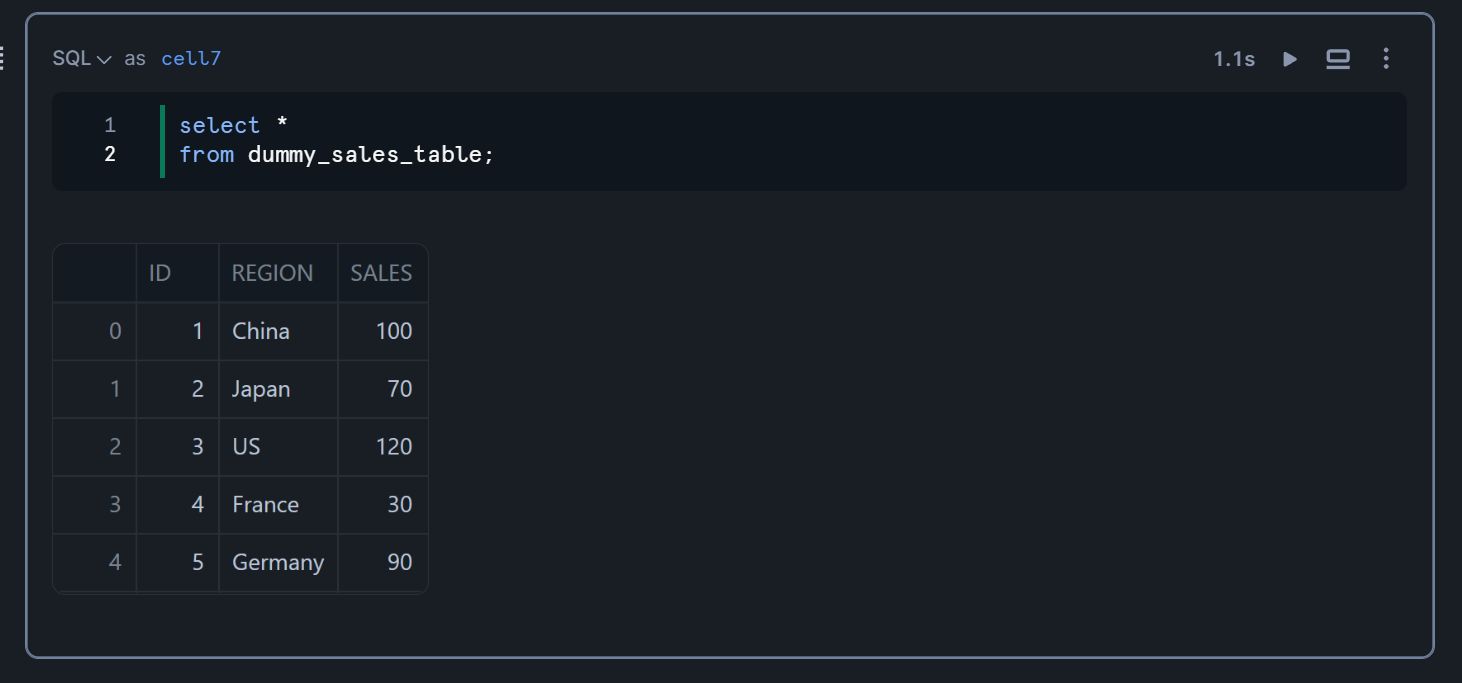 SQL as cell7 1.1s
1 select *
2 from dummy_sales_table;
ID REGION SALES
0 1 China 100
1 2 Japan 70
2 3 US 120
3 4 France 30
4 5 Germany 90